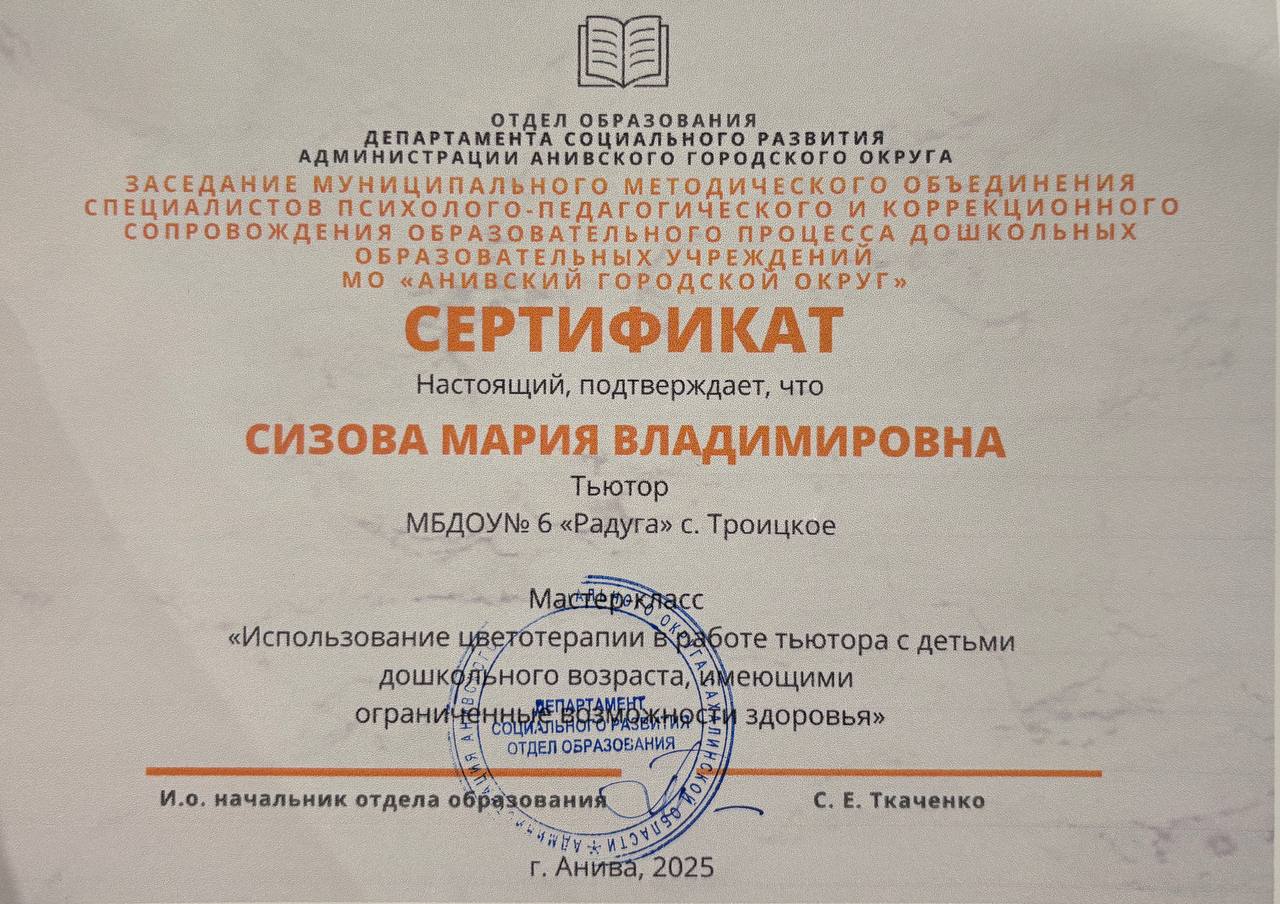 ОТДЕЛ ОБРАЗОВАНИЯ
ДЕПАРТАМЕНТА СОЦИАЛЬНОГО РАЗВИТИЯ
АДМИНИСТРАЦИИ АНИВСКОГО ГОРОДСКОГО ОКРУГА
ЗАСЕДАНИЕ МУНИЦИПАЛЬНОГО МЕТОДИЧЕСКОГО ОБЪЕДИНЕНИЯ
СПЕЦИАЛИСТОВ ПСИХОЛОГО-ПЕДАГОГИЧЕСКОГО И КОРРЕКЦИОННОГО
СОПРОВОЖДЕНИЯ ОБРАЗОВАТЕЛЬНОГО ПРОЦЕССА ДОШКОЛЬНЫХ
ОБРАЗОВАТЕЛЬНЫХ УЧРЕЖДЕНИЙ
МО «АНИВСКИЙ ГОРОДСКОЙ ОКРУГ»
СЕРТИФИКАТ
Настоящий, подтверждает, что
СИЗОВА МАРИЯ ВЛАДИМИРОВНА
Тьютор
МБДОУ№ 6 «Радуга» с. Троицкое
Мастер-класс
«Использование цветотерапии в работе тьютора с детьми
дошкольного возраста, имеющими
ограниченные возможности здоровья»
ДЕПАРТАМЕНТ
СОЦИАЛЬНОГО РАЗВИТИЯ
ОТДЕЛ ОБРАЗОВАНИЯ
И.о. начальник отдела образования
С. Е. Ткаченко
г. Анива, 2025